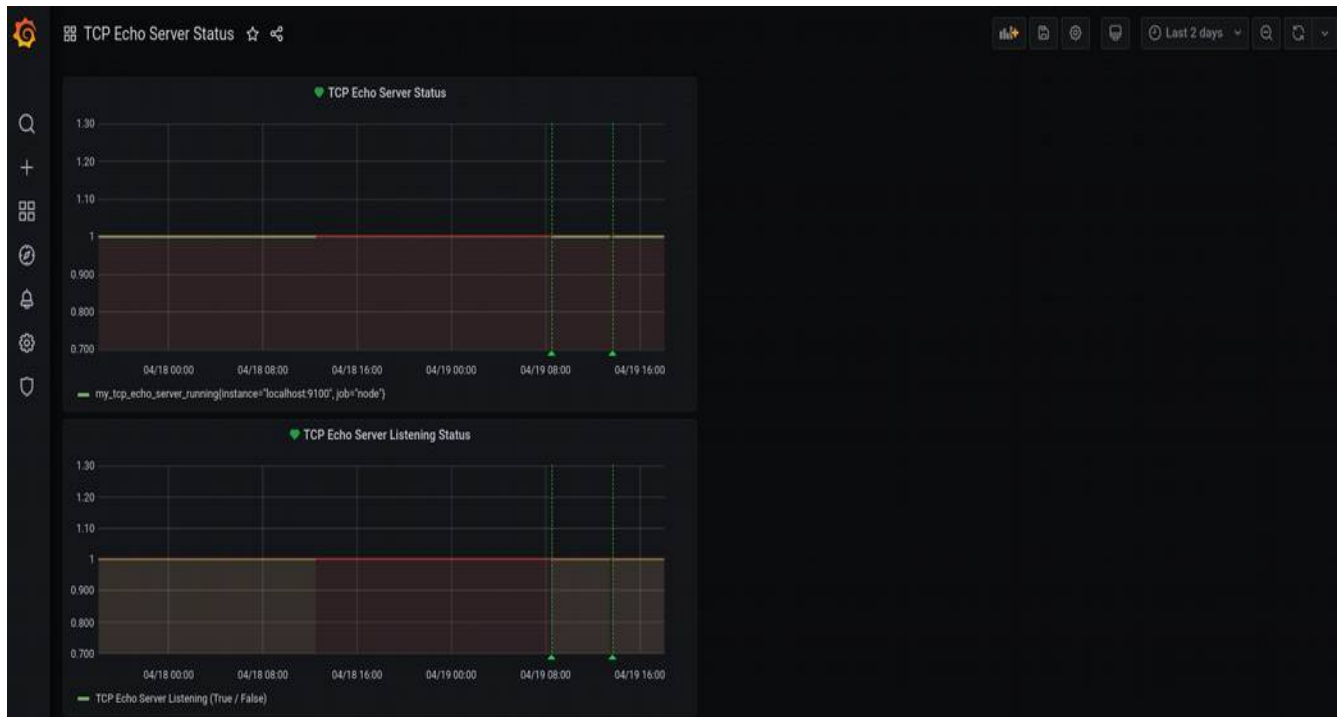 TCP Echo Server Status
Last 2 days
TCP Echo Server Status
1.30
1.20
1.10
1
0.900
0.800
0.700
04/18 00:00 04/18 08:00 04/18 16:00 04/19 00:00 04/19 08:00 04/19 16:00
my_tcp_echo_server_running{instance="localhost:9100", job="node"}
TCP Echo Server Listening Status
1.30
1.20
1.10
1
0.900
0.800
0.700
04/18 00:00 04/18 08:00 04/18 16:00 04/19 00:00 04/19 08:00 04/19 16:00
TCP Echo Server Listening (True / False)